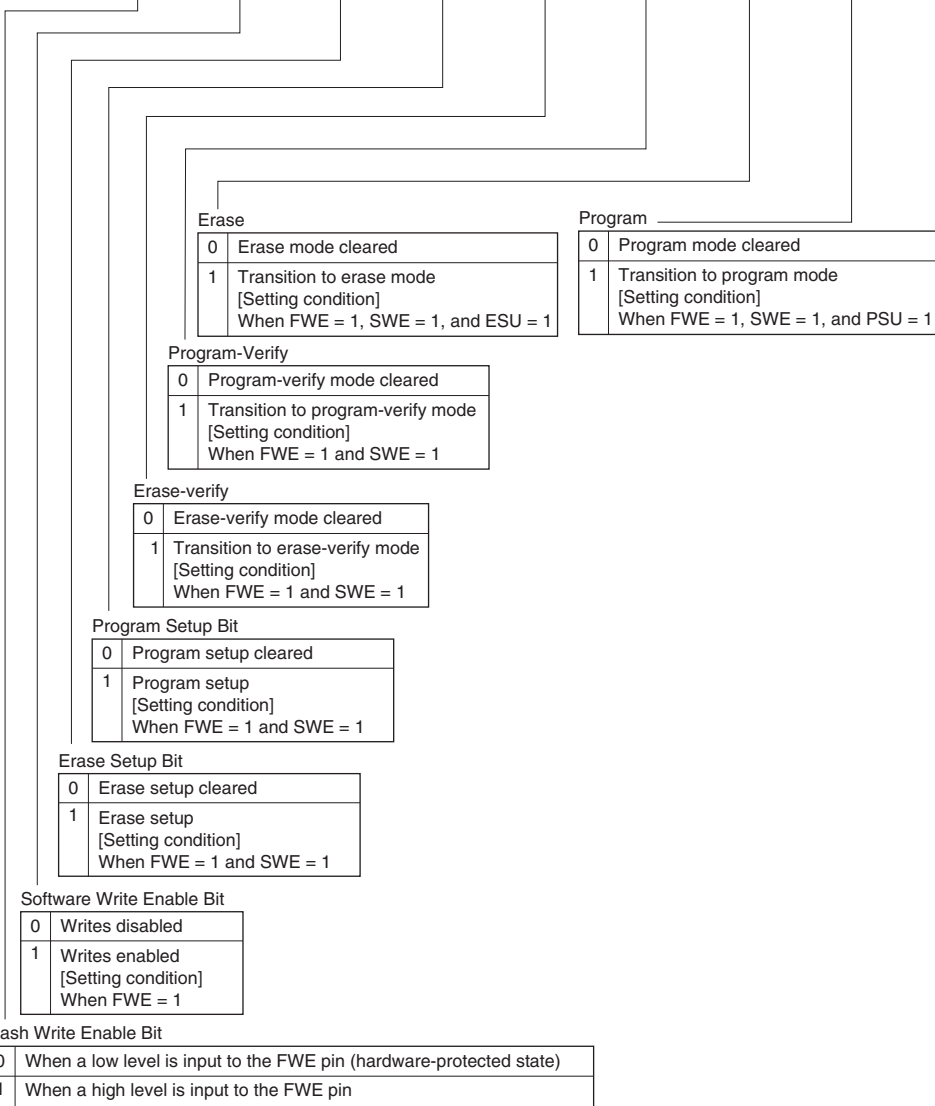 Erase
0 Erase mode cleared
1 Transition to erase mode
[Setting condition]
When FWE = 1, SWE = 1, and ESU = 1
Program
0 Program mode cleared
1 Transition to program mode
[Setting condition]
When FWE = 1, SWE = 1, and PSU = 1
Program-Verify
0 Program-verify mode cleared
1 Transition to program-verify mode
[Setting condition]
When FWE = 1 and SWE = 1
Erase-verify
0 Erase-verify mode cleared
1 Transition to erase-verify mode
[Setting condition]
When FWE = 1 and SWE = 1
Program Setup Bit
0 Program setup cleared
1 Program setup
[Setting condition]
When FWE = 1 and SWE = 1
Erase Setup Bit
0 Erase setup cleared
1 Erase setup
[Setting condition]
When FWE = 1 and SWE = 1
Software Write Enable Bit
0 Writes disabled
1 Writes enabled
[Setting condition]
When FWE = 1
ash Write Enable Bit
0 When a low level is input to the FWE pin (hardware-protected state)
1 When a high level is input to the FWE pin